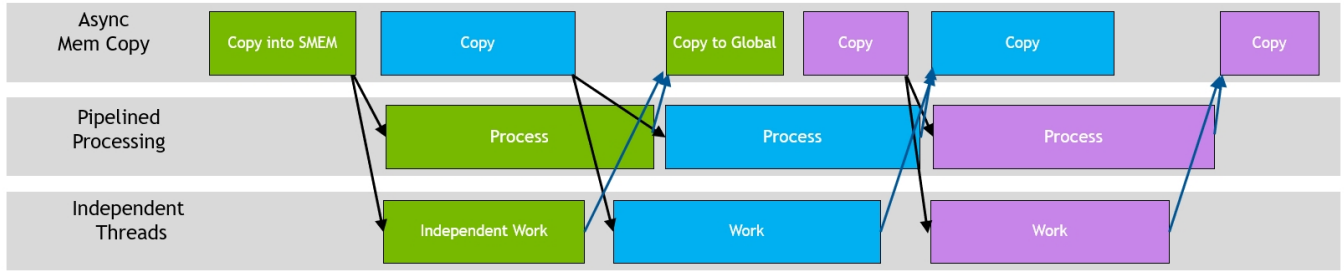 Async
Mem Copy
Copy into SMEM
Copy
Copy to Global
Copy
Copy
Copy
Pipelined
Processing
Process
Process
Process
Independent
Threads
Independent Work
Work
Work